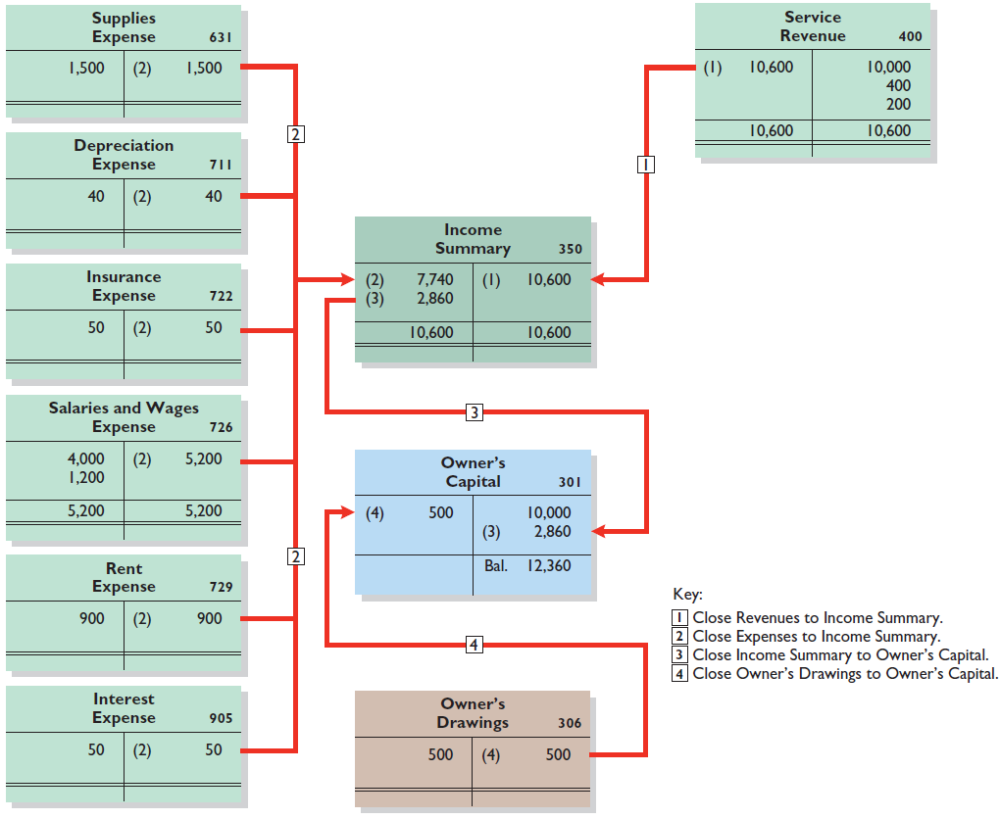 Supplies
Expense 631
1,500 (2) 1,500
Depreciation
Expense 711
40 (2) 40
Insurance
Expense 722
50 (2) 50
Salaries and Wages
Expense 726
4,000 (2) 5,200
1,200
5,200 5,200
Rent
Expense 729
900 (2) 900
Interest
Expense 905
50 (2) 50
2
2
Service
Revenue 400
(1) 10,600 10,000
400
200
10,600 10,600
1
Income
Summary 350
(2) 7,740 (1) 10,600
(3) 2,860
10,600 10,600
3
Owner's
Capital 301
(4) 500 10,000
(3) 2,860
Bal. 12,360
4
Owner's
Drawings 306
500 (4) 500
Key:
1 Close Revenues to Income Summary.
2 Close Expenses to Income Summary.
3 Close Income Summary to Owner's Capital.
4 Close Owner's Drawings to Owner's Capital.